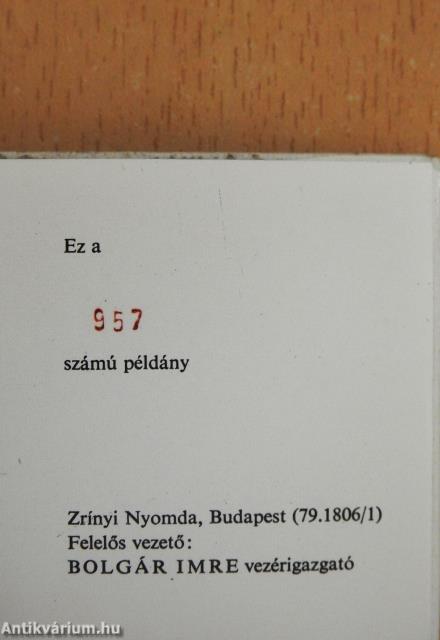 Ez a
957
számú példány
Zrínyi Nyomda, Budapest (79.1806/1)
Felelős vezető:
BOLGÁR IMRE vezérigazgató
Antikvárium.hu